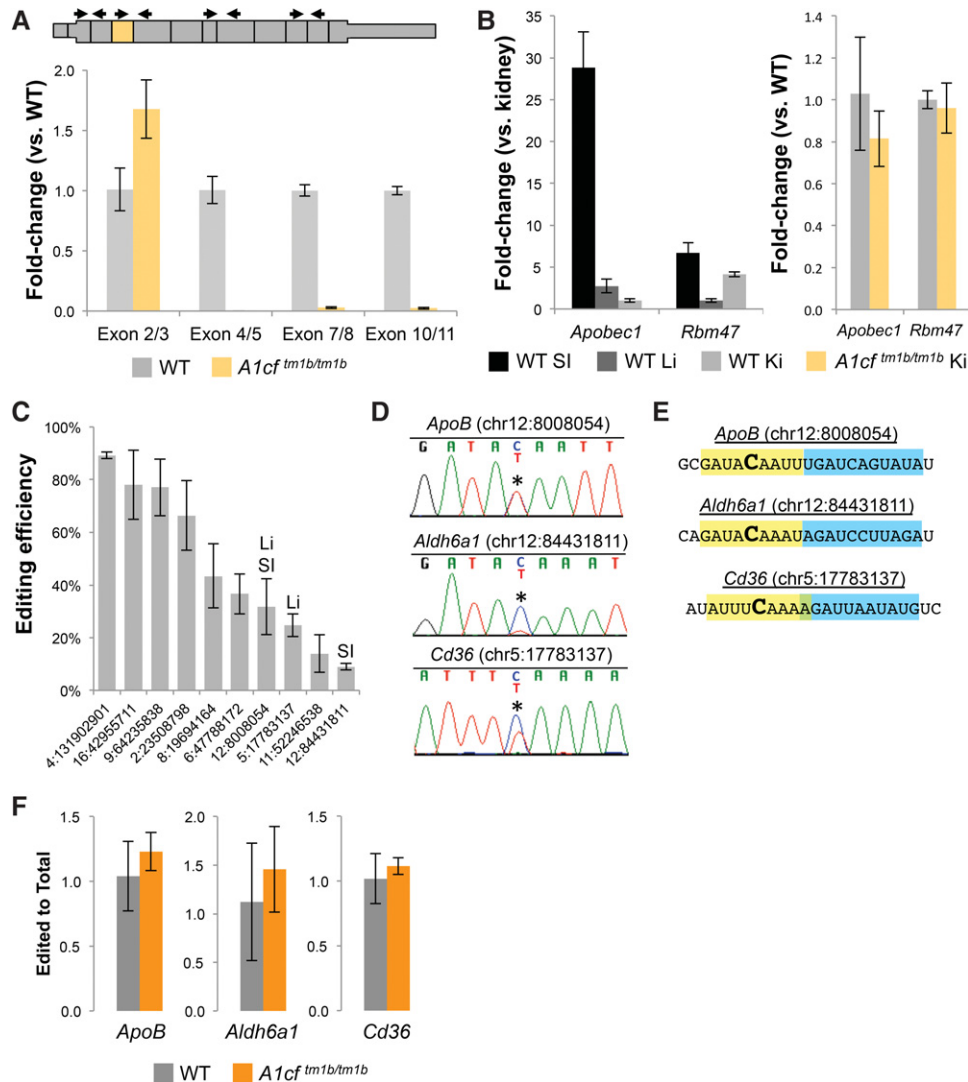 A
Fold-change (vs. WT)
2.0
1.5
1.0
0.5
0.0
Exon 2/3 Exon 4/5 Exon 7/8 Exon 10/11
WT A1cf tm1b/tm1b
B
Fold-change (vs. kidney)
35
30
25
20
15
10
5
0
Apobec1 Rbm47
Fold-change (vs. WT)
1.4
1.2
1.0
0.8
0.6
0.4
0.2
0.0
Apobec1 Rbm47
WT SI WT Li WT Ki A1cf tm1b/tm1b Ki
C
Editing efficiency
100%
80%
60%
40%
20%
0%
Li
SI
Li
SI
4:131902901
16:42955711
9:64235838
2:23508798
8:19694164
6:47788172
12:8008054
5:17783137
11:52246538
12:84431811
D
ApoB (chr12:8008054)
G A T A C A A T T
T
*
Aldh6a1 (chr12:84431811)
G A T A C A A A T
T
*
Cd36 (chr5:17783137)
A T T T C A A A A
T
*
E
ApoB (chr12:8008054)
GCGAUACAAUUUGAUCAGUAUAU
Aldh6a1 (chr12:84431811)
CAGAUACAAAUAGAUCCUUAGAU
Cd36 (chr5:17783137)
AUAUUUCAAAAGAUUAAUAUGUC
F
Edited to Total
1.5
1.0
0.5
0.0
ApoB
2.0
1.5
1.0
0.5
0.0
Aldh6a1
1.5
1.0
0.5
0.0
Cd36
WT A1cf tm1b/tm1b